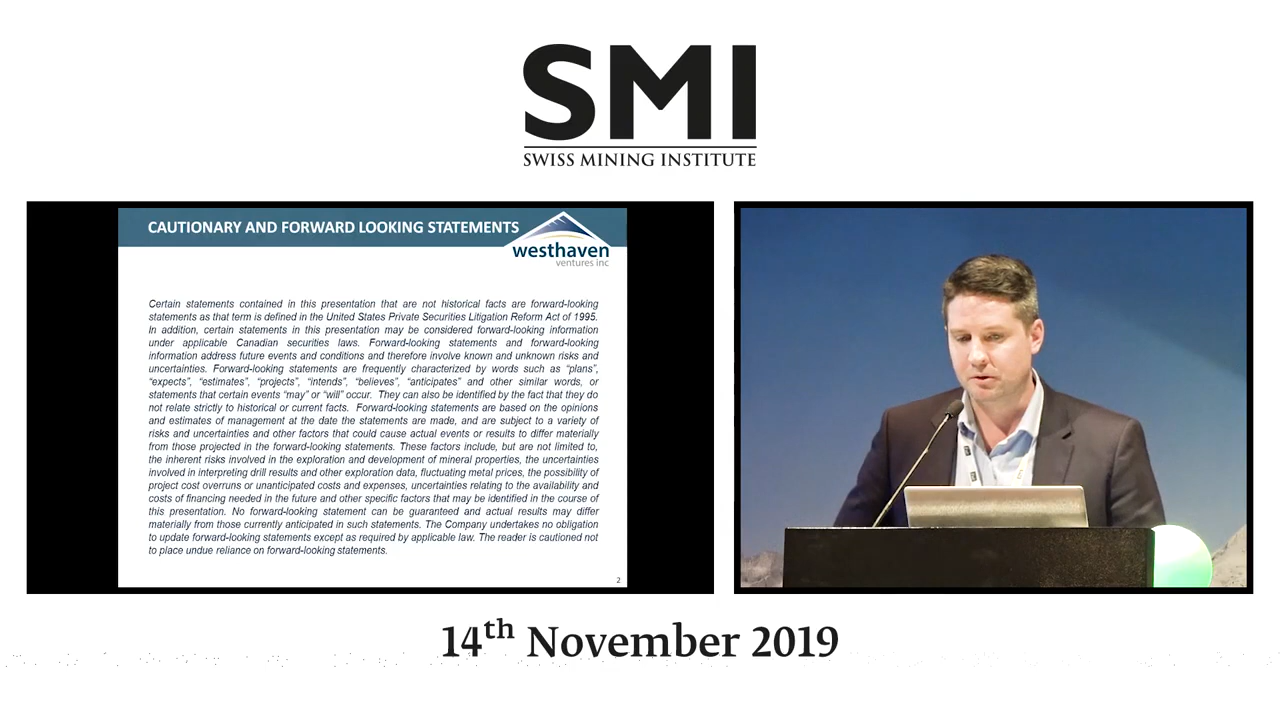 SMI
SWISS MINING INSTITUTE
CAUTIONARY AND FORWARD LOOKING STATEMENTS
westhaven
ventures inc
Certain statements contained in this presentation that are not historical facts are forward-looking
statements as that term is defined in the United States Private Securities Litigation Reform Act of 1995.
In addition, certain statements in this presentation may be considered forward-looking information
under applicable Canadian securities laws. Forward-looking statements and forward-looking
information address future events and conditions and therefore involve known and unknown risks and
uncertainties. Forward-looking statements are frequently characterized by words such as “plans”,
“expects”, “estimates”, “projects”, “intends”, “believes”, “anticipates” and other similar words, or
statements that certain events “may” or “will” occur. They can also be identified by the fact that they do
not relate strictly to historical or current facts. Forward-looking statements are based on the opinions
and estimates of management at the date the statements are made, and are subject to a variety of
risks and uncertainties and other factors that could cause actual events or results to differ materially
from those projected in the forward-looking statements. These factors include, but are not limited to,
the inherent risks involved in the exploration and development of mineral properties, the uncertainties
involved in interpreting drill results and other exploration data, fluctuating metal prices, the possibility of
project cost overruns or unanticipated costs and expenses, uncertainties relating to the availability and
costs of financing needed in the future and other specific factors that may be identified in the course of
this presentation. No forward-looking statement can be guaranteed and actual results may differ
materially from those currently anticipated in such statements. The Company undertakes no obligation
to update forward-looking statements except as required by applicable law. The reader is cautioned not
to place undue reliance on forward-looking statements.
2
14th November 2019